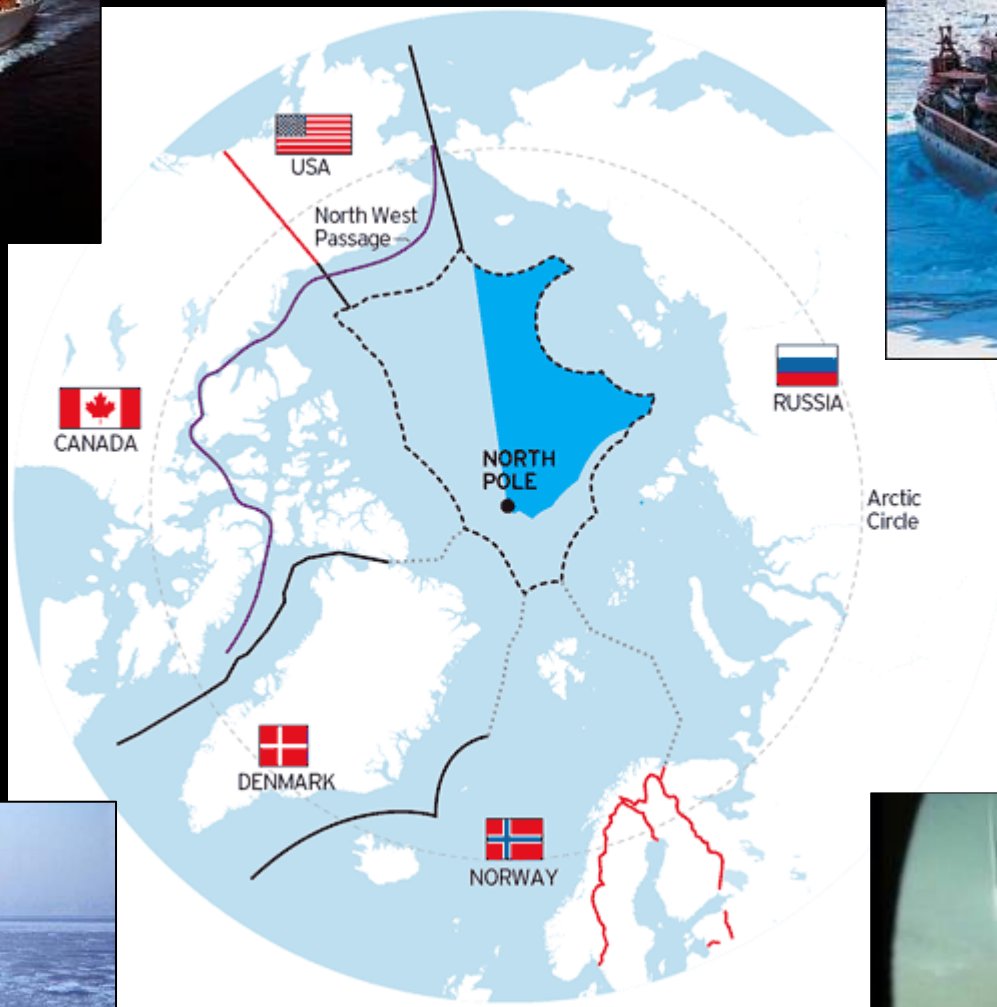 USA
North West
Passage
CANADA
RUSSIA
NORTH
POLE
Arctic
Circle
DENMARK
NORWAY